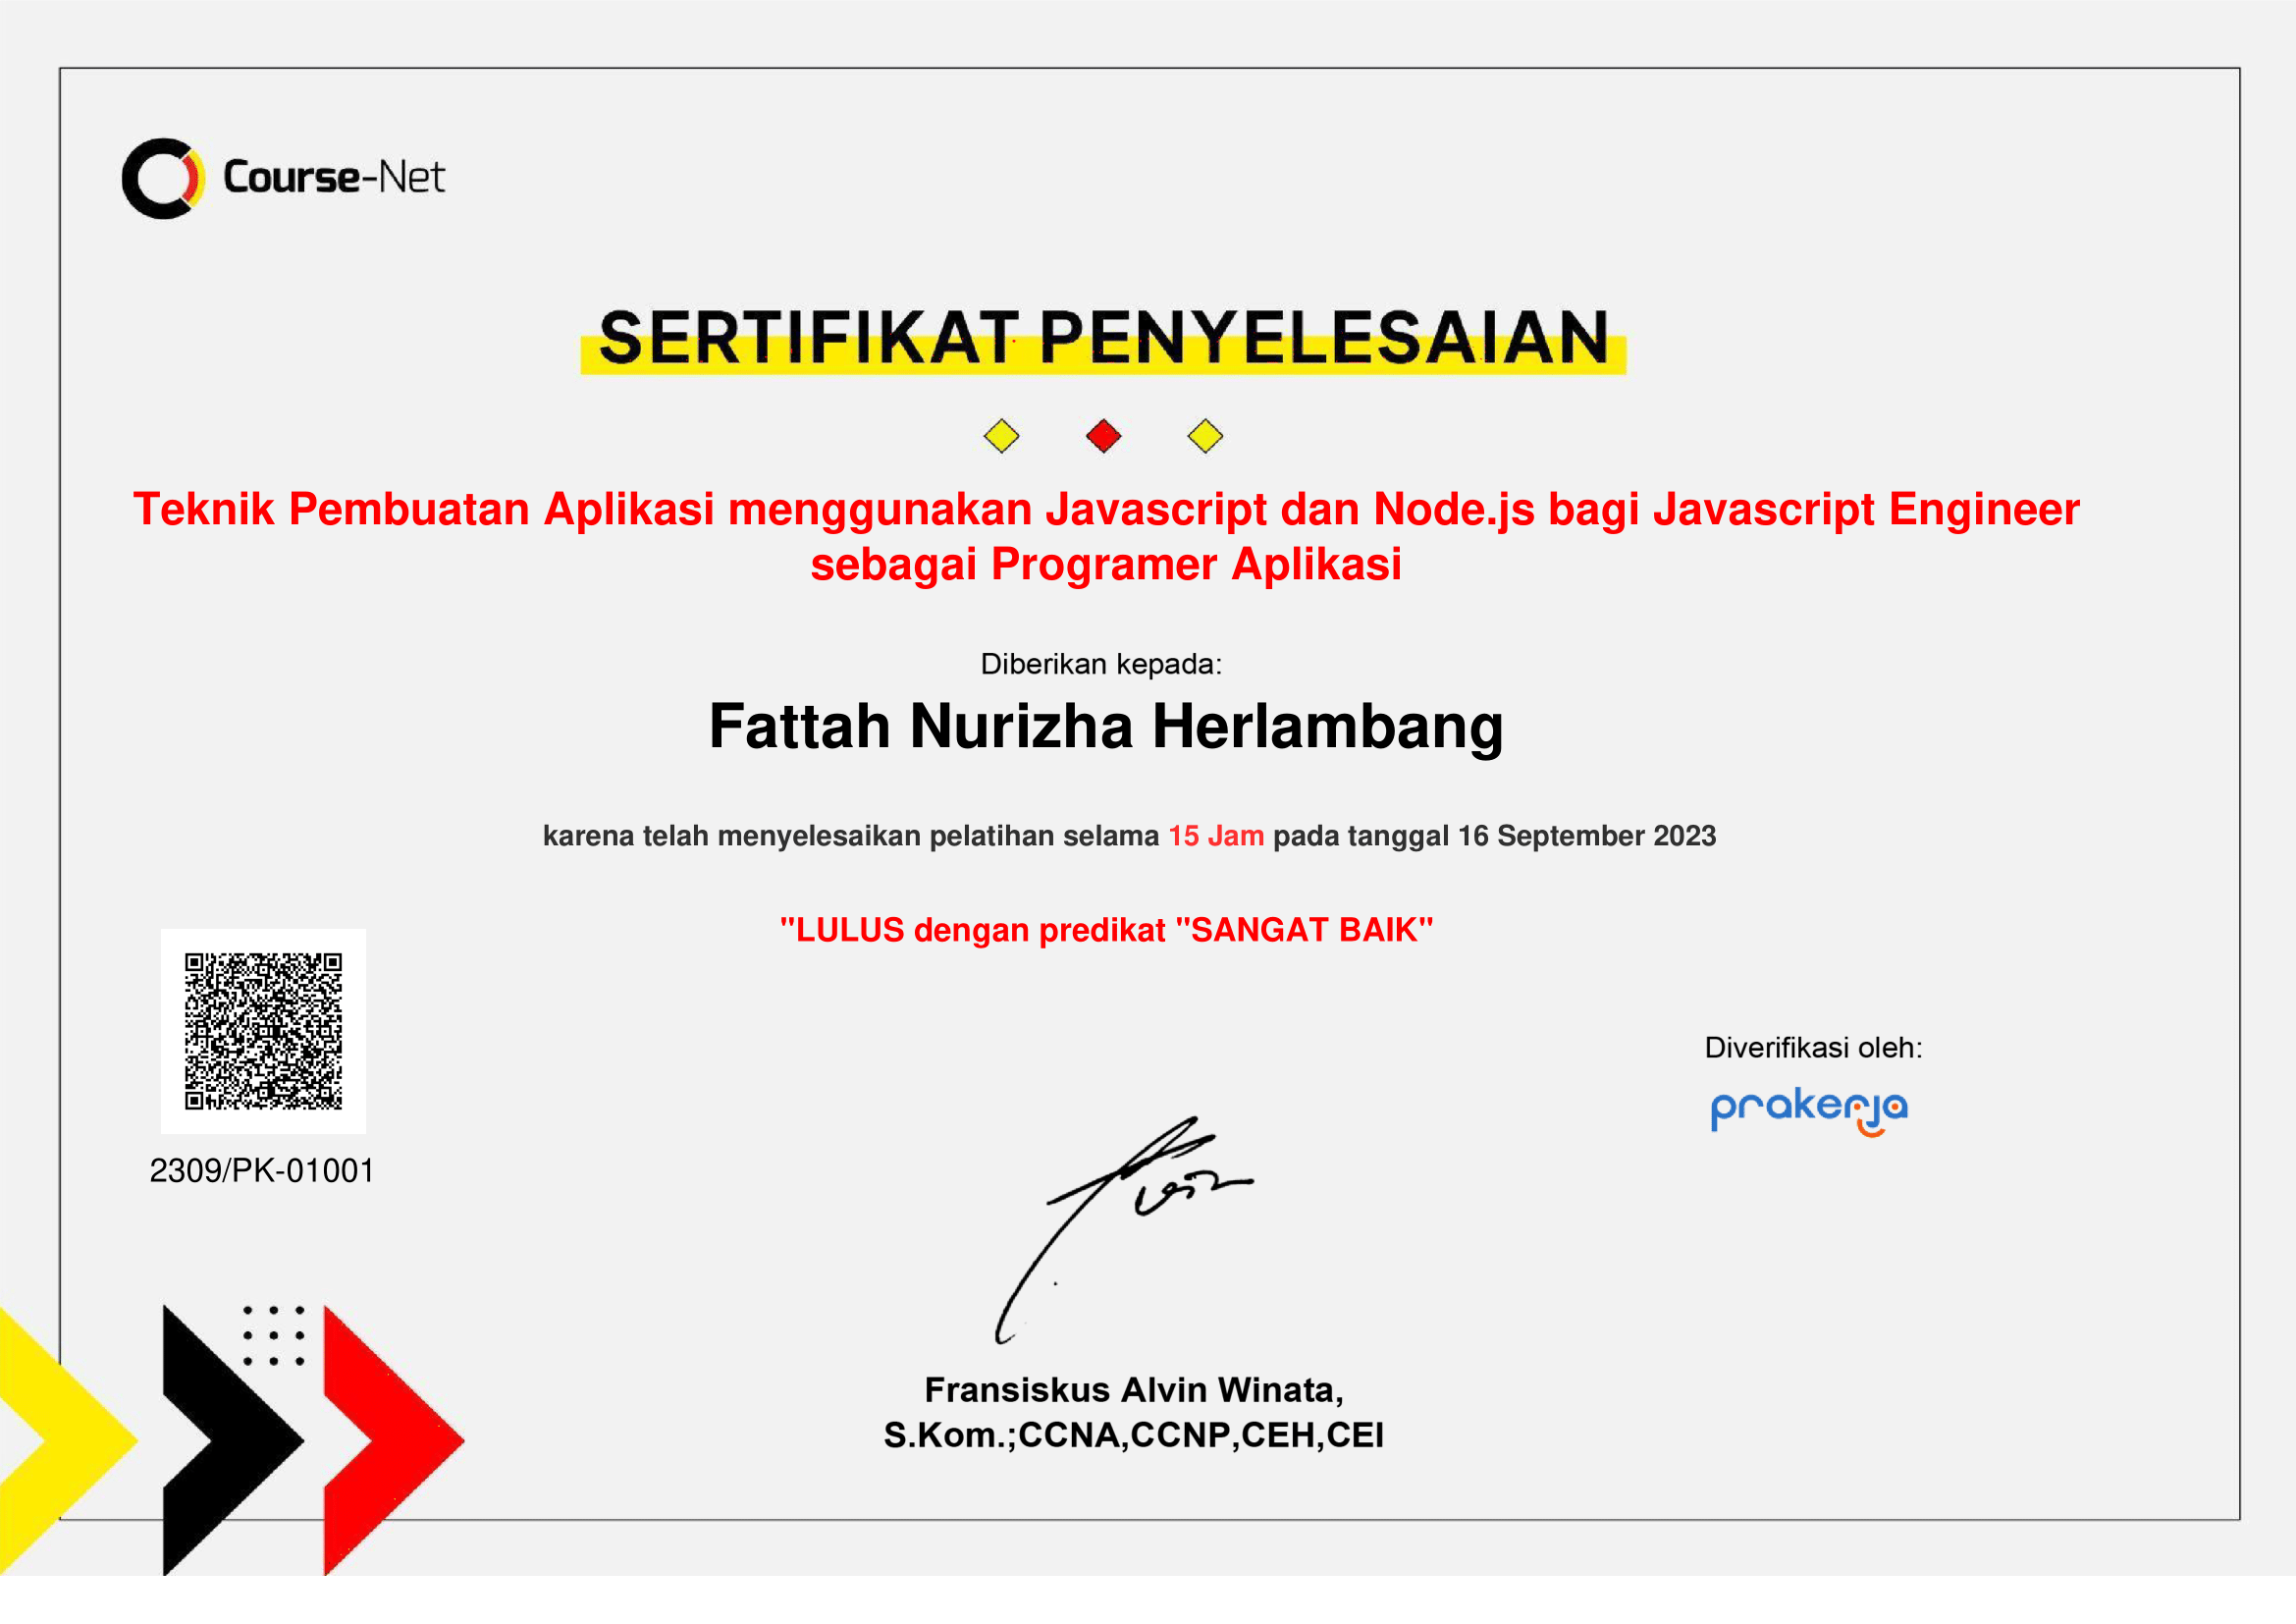 Course-Net
SERTIFIKAT PENYELESAIAN
Teknik Pembuatan Aplikasi menggunakan Javascript dan Node.js bagi Javascript Engineer
sebagai Programer Aplikasi
Diberikan kepada:
Fattah Nurizha Herlambang
karena telah menyelesaikan pelatihan selama 15 Jam pada tanggal 16 September 2023
"LULUS dengan predikat "SANGAT BAIK"
2309/PK-01001
Diverifikasi oleh:
prakerja
Fransiskus Alvin Winata,
S.Kom.;CCNA,CCNP,CEH,CEI